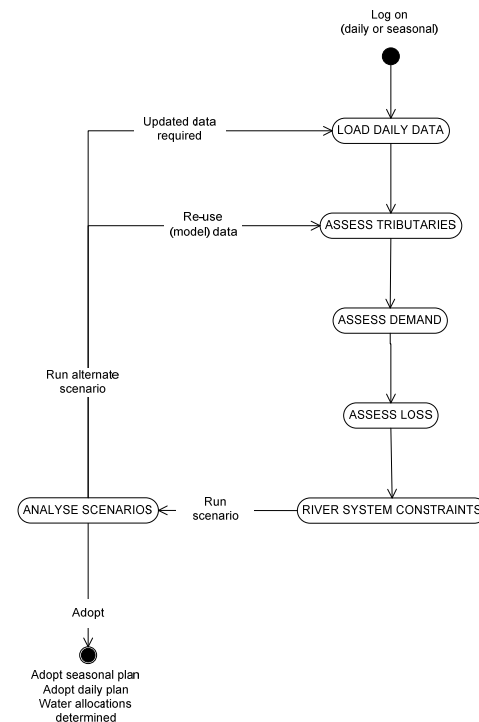 Log on
(daily or seasonal)
Updated data
required
LOAD DAILY DATA
Re-use
(model) data
ASSESS TRIBUTARIES
ASSESS DEMAND
Run alternate
scenario
ASSESS LOSS
ANALYSE SCENARIOS
Run
scenario
RIVER SYSTEM CONSTRAINTS
Adopt
Adopt seasonal plan
Adopt daily plan
Water allocations
determined